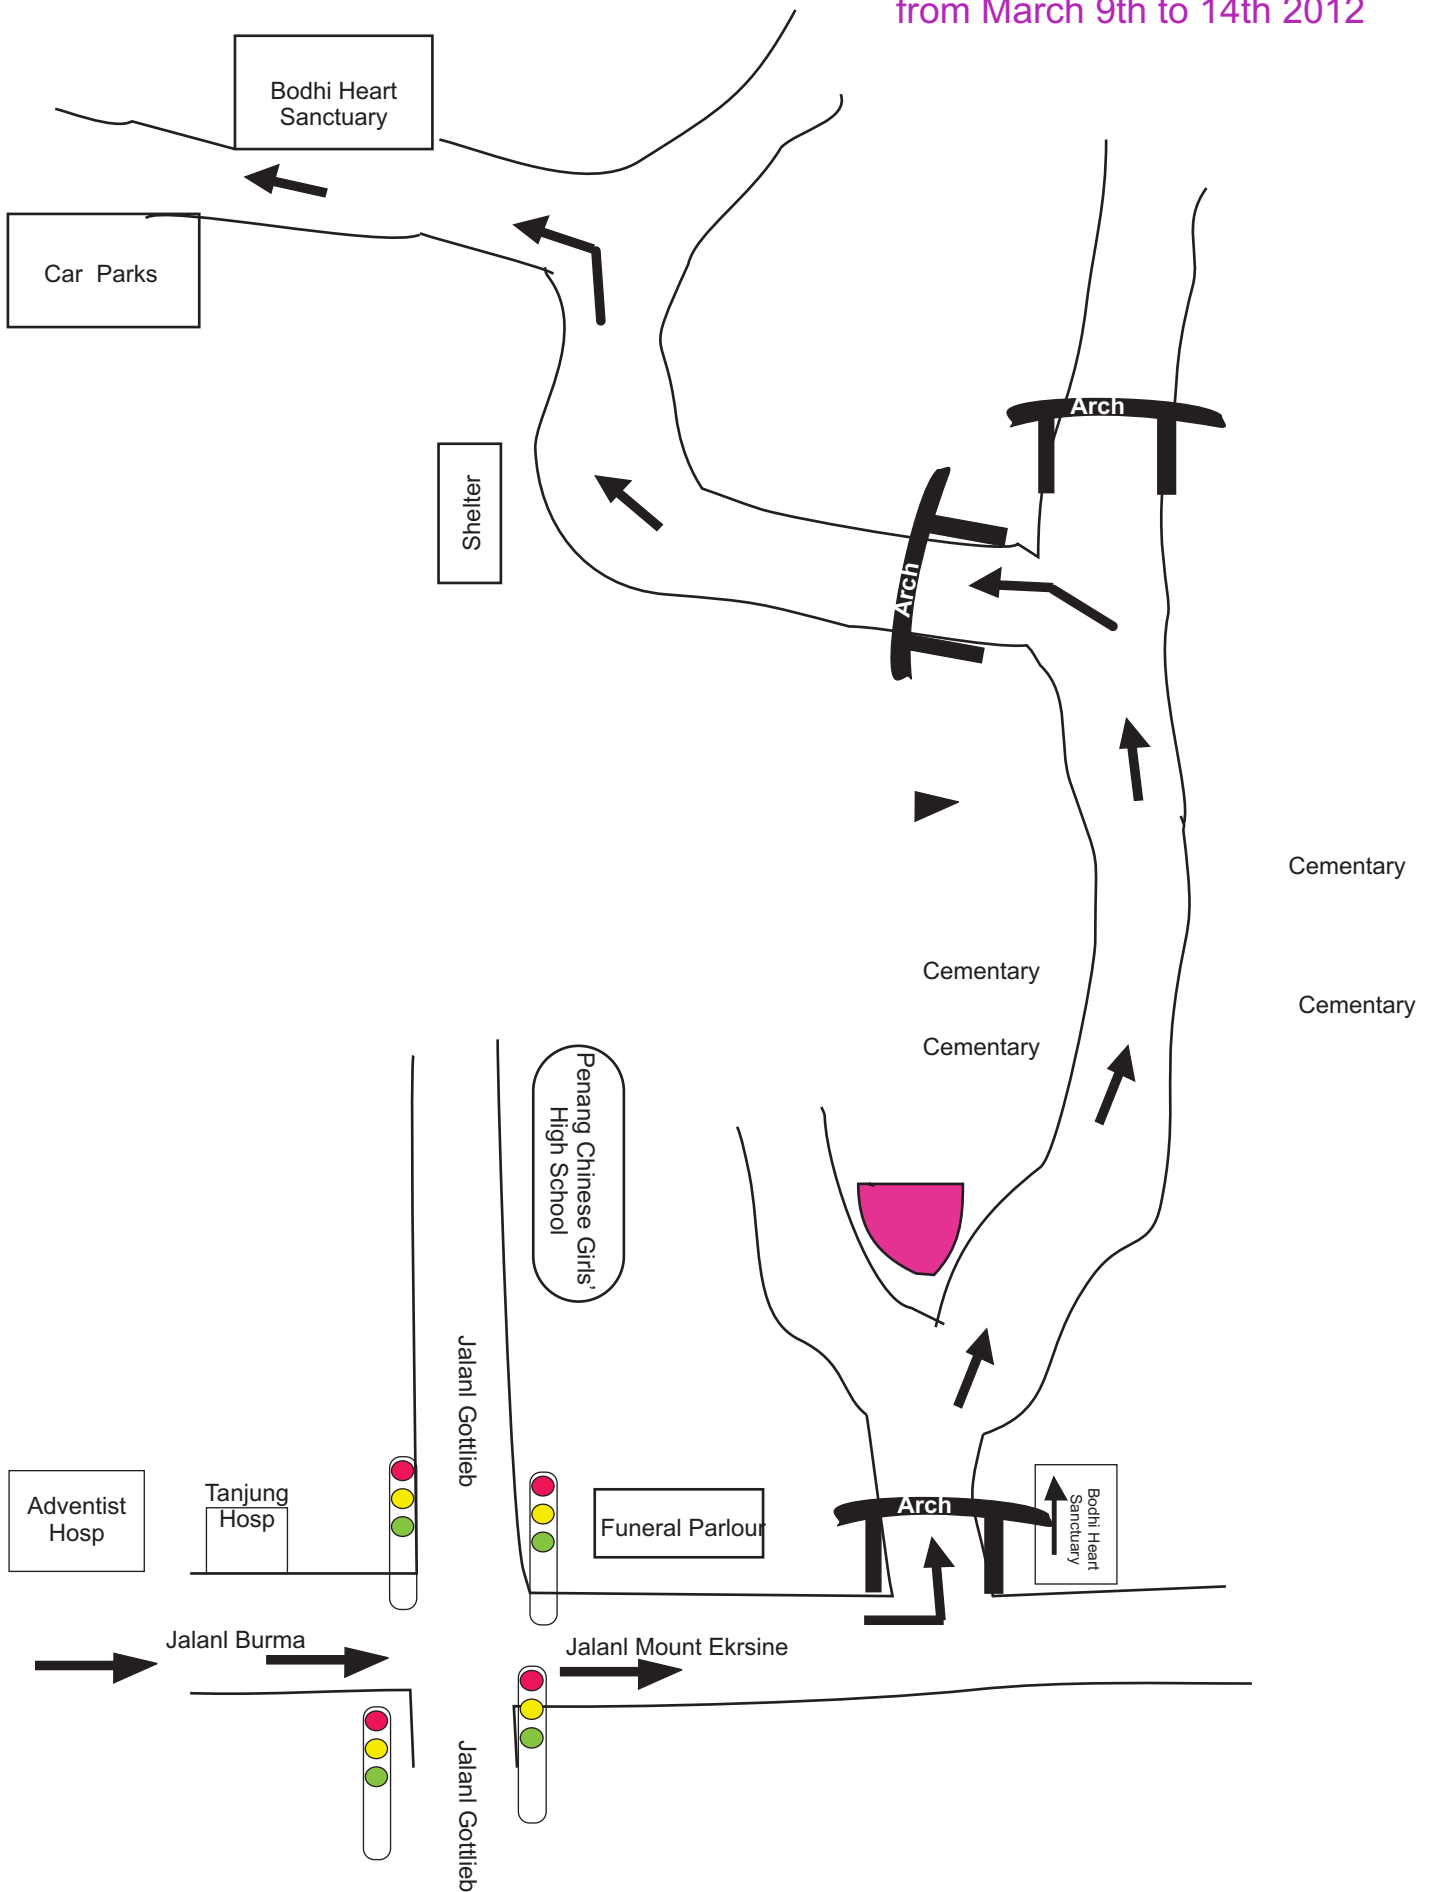 from March 9th to 14th 2012
Bodhi Heart
Sanctuary
Car Parks
Arch
Shelter
Arch
Cementary
Cementary
Cementary
Cementary
Penang Chinese Girls'
High School
Jalanl Gottlieb
Adventist
Hosp
Tanjung
Hosp
Funeral Parlour
Arch
Bodhi Heart
Sanctuary
Jalanl Burma
Jalanl Mount Ekrsine
Jalanl Gottlieb